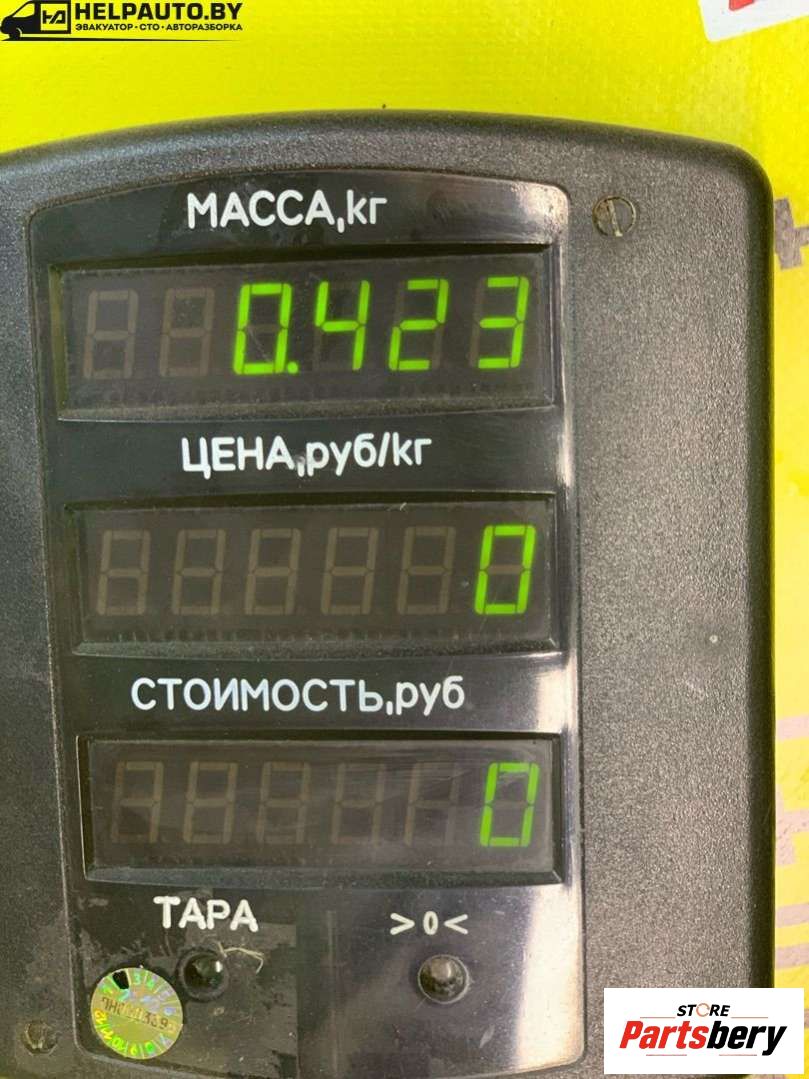 HELPAUTO.BY
ЭВАКУАТОР • СТО • АВТОРАЗБОРКА
МАССА,кг
0.423
ЦЕНА,руб/кг
0
СТОИМОСТЬ,руб
0
ТАРА >0<
STORE
Partsbery